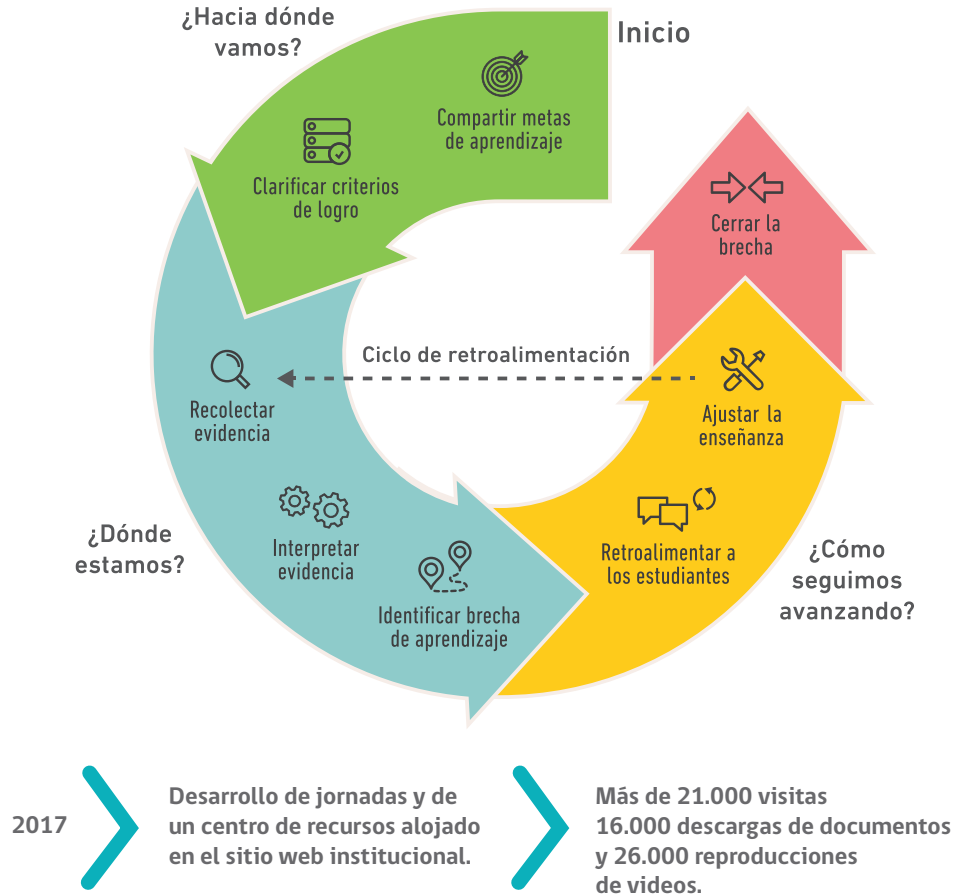 ¿Hacia dónde
vamos?
Inicio
Compartir metas
de aprendizaje
Clarificar criterios
de logro
Cerrar la
brecha
Ciclo de retroalimentación
Recolectar
evidencia
Ajustar la
enseñanza
¿Dónde
estamos?
Interpretar
evidencia
Identificar brecha
de aprendizaje
Retroalimentar a
los estudiantes
¿Cómo
seguimos
avanzando?
2017
Desarrollo de jornadas y de
un centro de recursos alojado
en el sitio web institucional.
Más de 21.000 visitas
16.000 descargas de documentos
y 26.000 reproducciones
de videos.